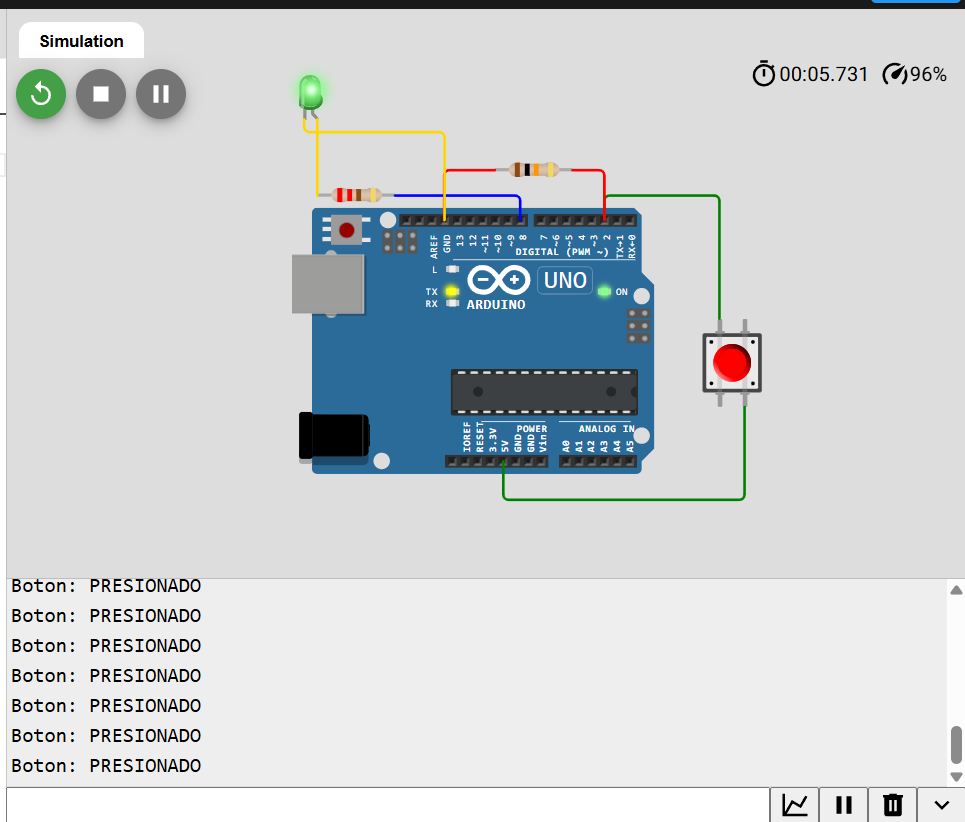 Simulation
00:05.731 96%
AREF
GND
13
12
~11
~10
~9
8
7
~6
~5
4
~3
2
TX→1
RX←0
DIGITAL (PWM ~)
L
TX
RX
UNO
ON
ARDUINO
IOREF
RESET
3.3V
5V
GND
GND
Vin
POWER
ANALOG IN
A0
A1
A2
A3
A4
A5
Boton: PRESIONADO
Boton: PRESIONADO
Boton: PRESIONADO
Boton: PRESIONADO
Boton: PRESIONADO
Boton: PRESIONADO
Boton: PRESIONADO